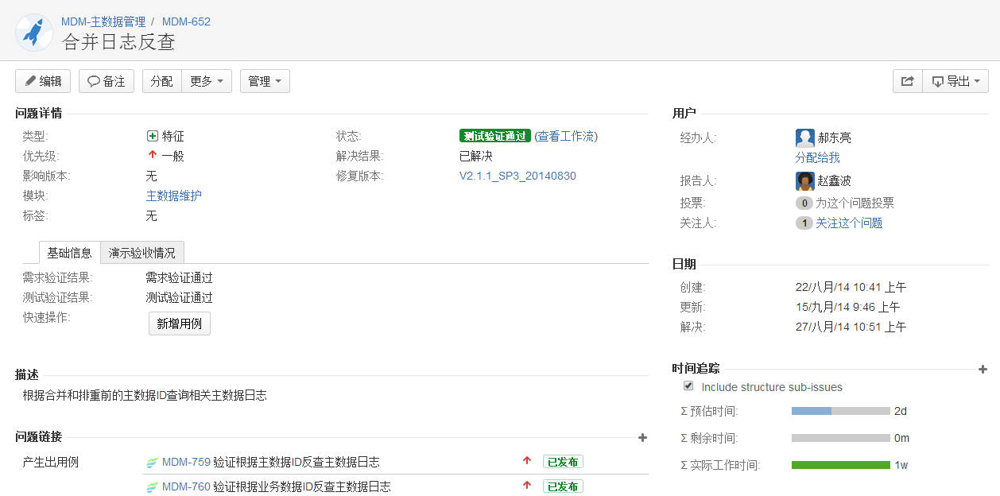 MDM-主数据管理 / MDM-652
合并日志反查
编辑 备注 分配 更多 管理 导出
问题详情
类型: 特征 状态: 测试验证通过 (查看工作流)
优先级: 一般 解决结果: 已解决
影响版本: 无 修复版本: V2.1.1_SP3_20140830
模块: 主数据维护
标签: 无
基础信息 演示验收情况
需求验证结果: 需求验证通过
测试验证结果: 测试验证通过
快速操作: 新增用例
描述
根据合并和排重前的主数据ID查询相关主数据日志
问题链接
产生出用例 MDM-759 验证根据主数据ID反查主数据日志 已发布
MDM-760 验证根据业务数据ID反查主数据日志 已发布
用户
经办人: 郝东亮
分配给我
报告人: 赵鑫波
投票: 0 为这个问题投票
关注人: 1 关注这个问题
日期
创建: 22/八月/14 10:41 上午
更新: 15/九月/14 9:46 上午
解决: 27/八月/14 10:51 上午
时间追踪
Include structure sub-issues
Σ 预估时间: 2d
Σ 剩余时间: 0m
Σ 实际工作时间: 1w